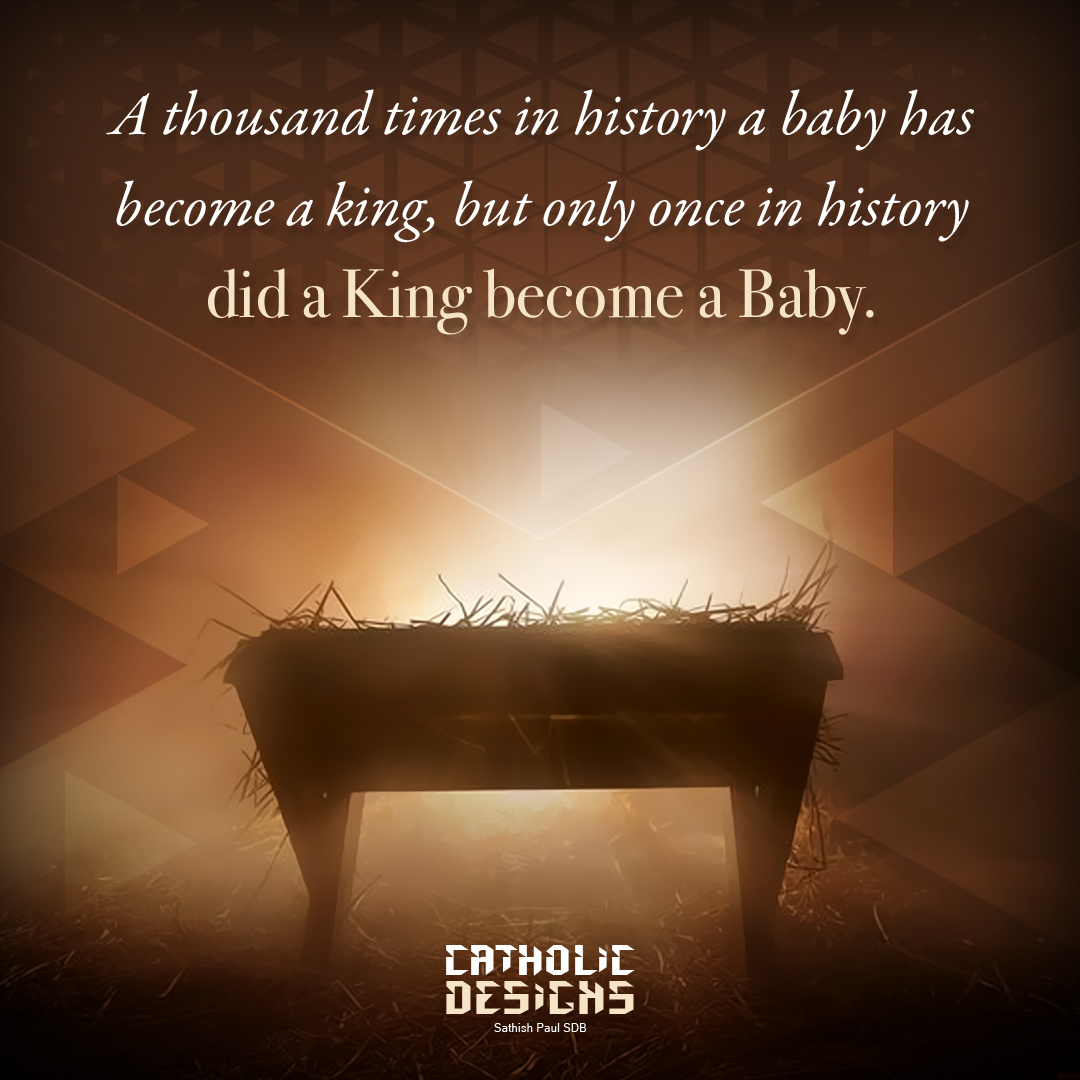 A thousand times in history a baby has
become a king, but only once in history
did a King become a Baby.
CATHOLIC
DESIGNS
Sathish Paul SDB